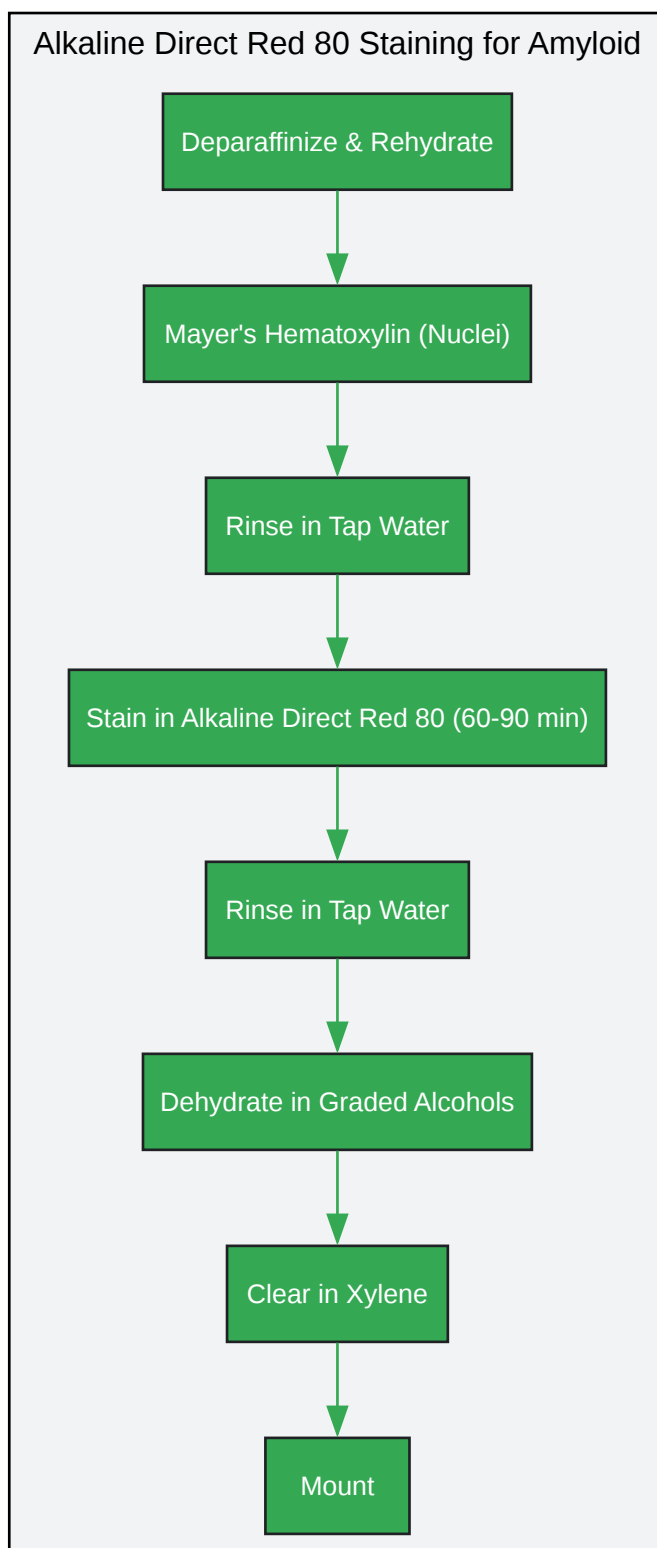 Alkaline Direct Red 80 Staining for Amyloid
Deparaffinize & Rehydrate
Mayer's Hematoxylin (Nuclei)
Rinse in Tap Water
Stain in Alkaline Direct Red 80 (60-90 min)
Rinse in Tap Water
Dehydrate in Graded Alcohols
Clear in Xylene
Mount